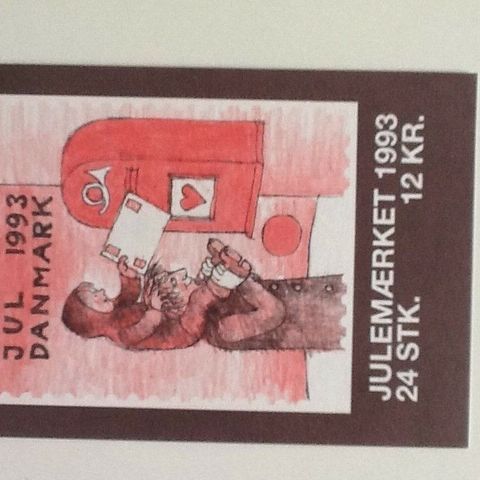 JUL 1993
DANMARK
JULEMÆRKET 1993
24 STK. 12 KR.